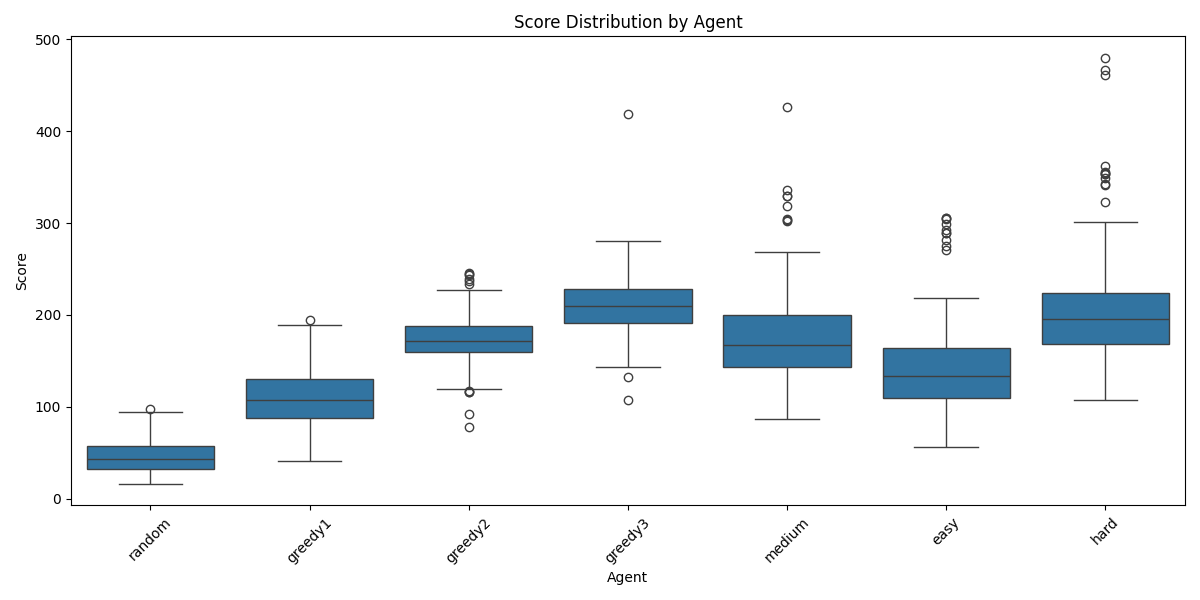 Score Distribution by Agent
500
400
300
200
100
0
Score
random
greedy1
greedy2
greedy3
medium
easy
hard
Agent